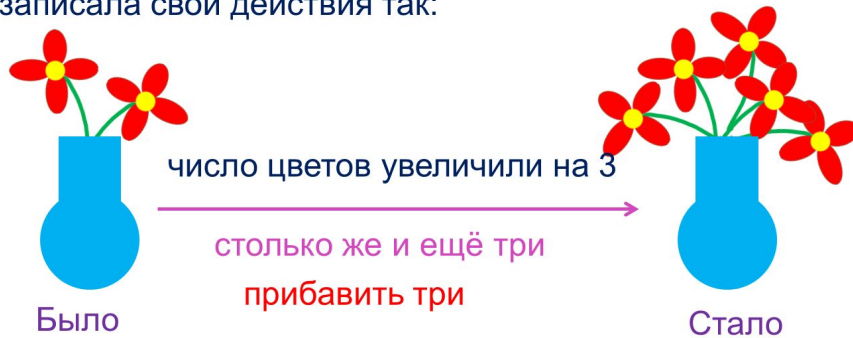 записала свои действия так:
число цветов увеличили на 3
столько же и ещё три
прибавить три
Было
Стало